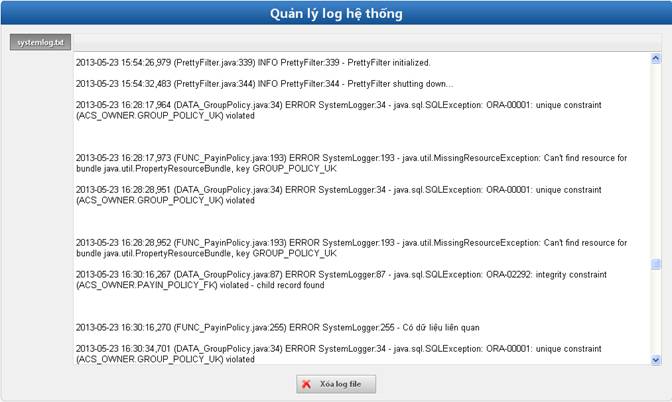 Quản lý log hệ thống
systemlog.txt
2013-05-23 15:54:26,979 (PrettyFilter.java:339) INFO PrettyFilter:339 - PrettyFilter initialized.
2013-05-23 15:54:32,483 (PrettyFilter.java:344) INFO PrettyFilter:344 - PrettyFilter shutting down...
2013-05-23 16:28:17,964 (DATA_GroupPolicy.java:34) ERROR SystemLogger:34 - java.sql.SQLException: ORA-00001: unique constraint
(ACS_OWNER.GROUP_POLICY_UK) violated
2013-05-23 16:28:17,973 (FUNC_PayinPolicy.java:193) ERROR SystemLogger:193 - java.util.MissingResourceException: Can't find resource for
bundle java.util.PropertyResourceBundle, key GROUP_POLICY_UK
2013-05-23 16:28:28,951 (DATA_GroupPolicy.java:34) ERROR SystemLogger:34 - java.sql.SQLException: ORA-00001: unique constraint
(ACS_OWNER.GROUP_POLICY_UK) violated
2013-05-23 16:28:28,952 (FUNC_PayinPolicy.java:193) ERROR SystemLogger:193 - java.util.MissingResourceException: Can't find resource for
bundle java.util.PropertyResourceBundle, key GROUP_POLICY_UK
2013-05-23 16:30:16,267 (DATA_GroupPolicy.java:87) ERROR SystemLogger:87 - java.sql.SQLException: ORA-02292: integrity constraint
(ACS_OWNER.PAYIN_POLICY_FK) violated - child record found
2013-05-23 16:30:16,270 (FUNC_PayinPolicy.java:255) ERROR SystemLogger:255 - Có dữ liệu liên quan
2013-05-23 16:30:34,701 (DATA_GroupPolicy.java:34) ERROR SystemLogger:34 - java.sql.SQLException: ORA-00001: unique constraint
(ACS_OWNER.GROUP_POLICY_UK) violated
Xóa log file